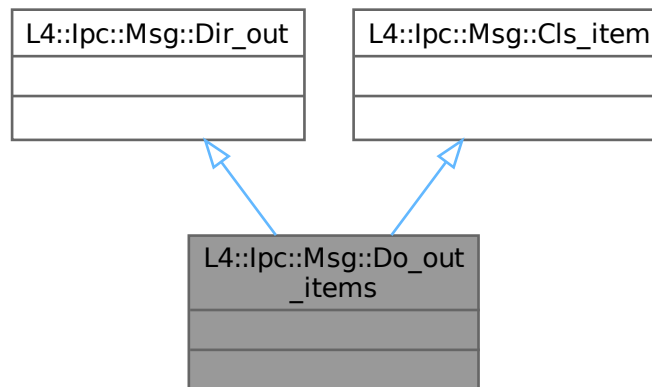 L4::Ipc::Msg::Dir_out
L4::Ipc::Msg::Cls_item
L4::Ipc::Msg::Do_out
_items